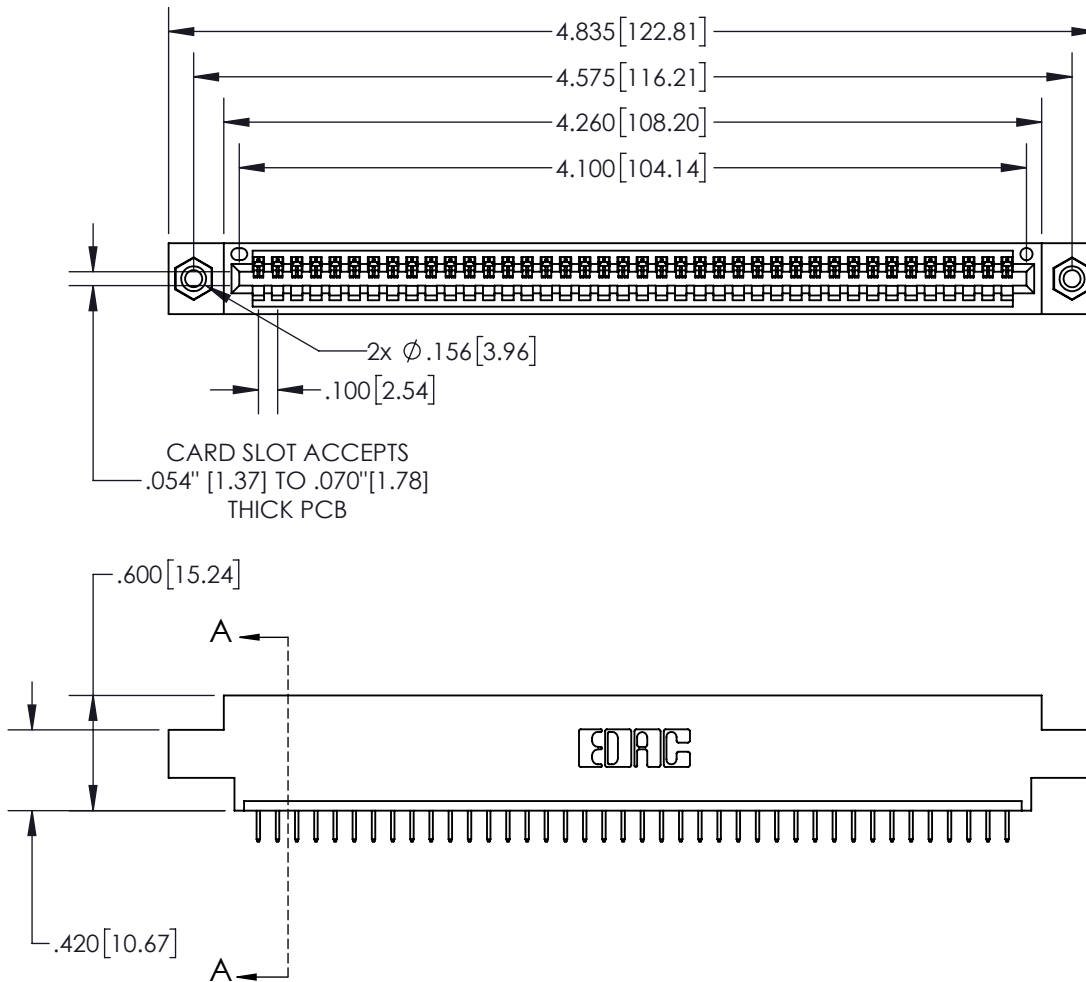 4.835[122.81]
4.575[116.21]
4.260[108.20]
4.100[104.14]
2x Ø .156[3.96]
.100[2.54]
CARD SLOT ACCEPTS
.054" [1.37] TO .070"[1.78]
THICK PCB
.600[15.24]
A
EDAC
.420[10.67]
A